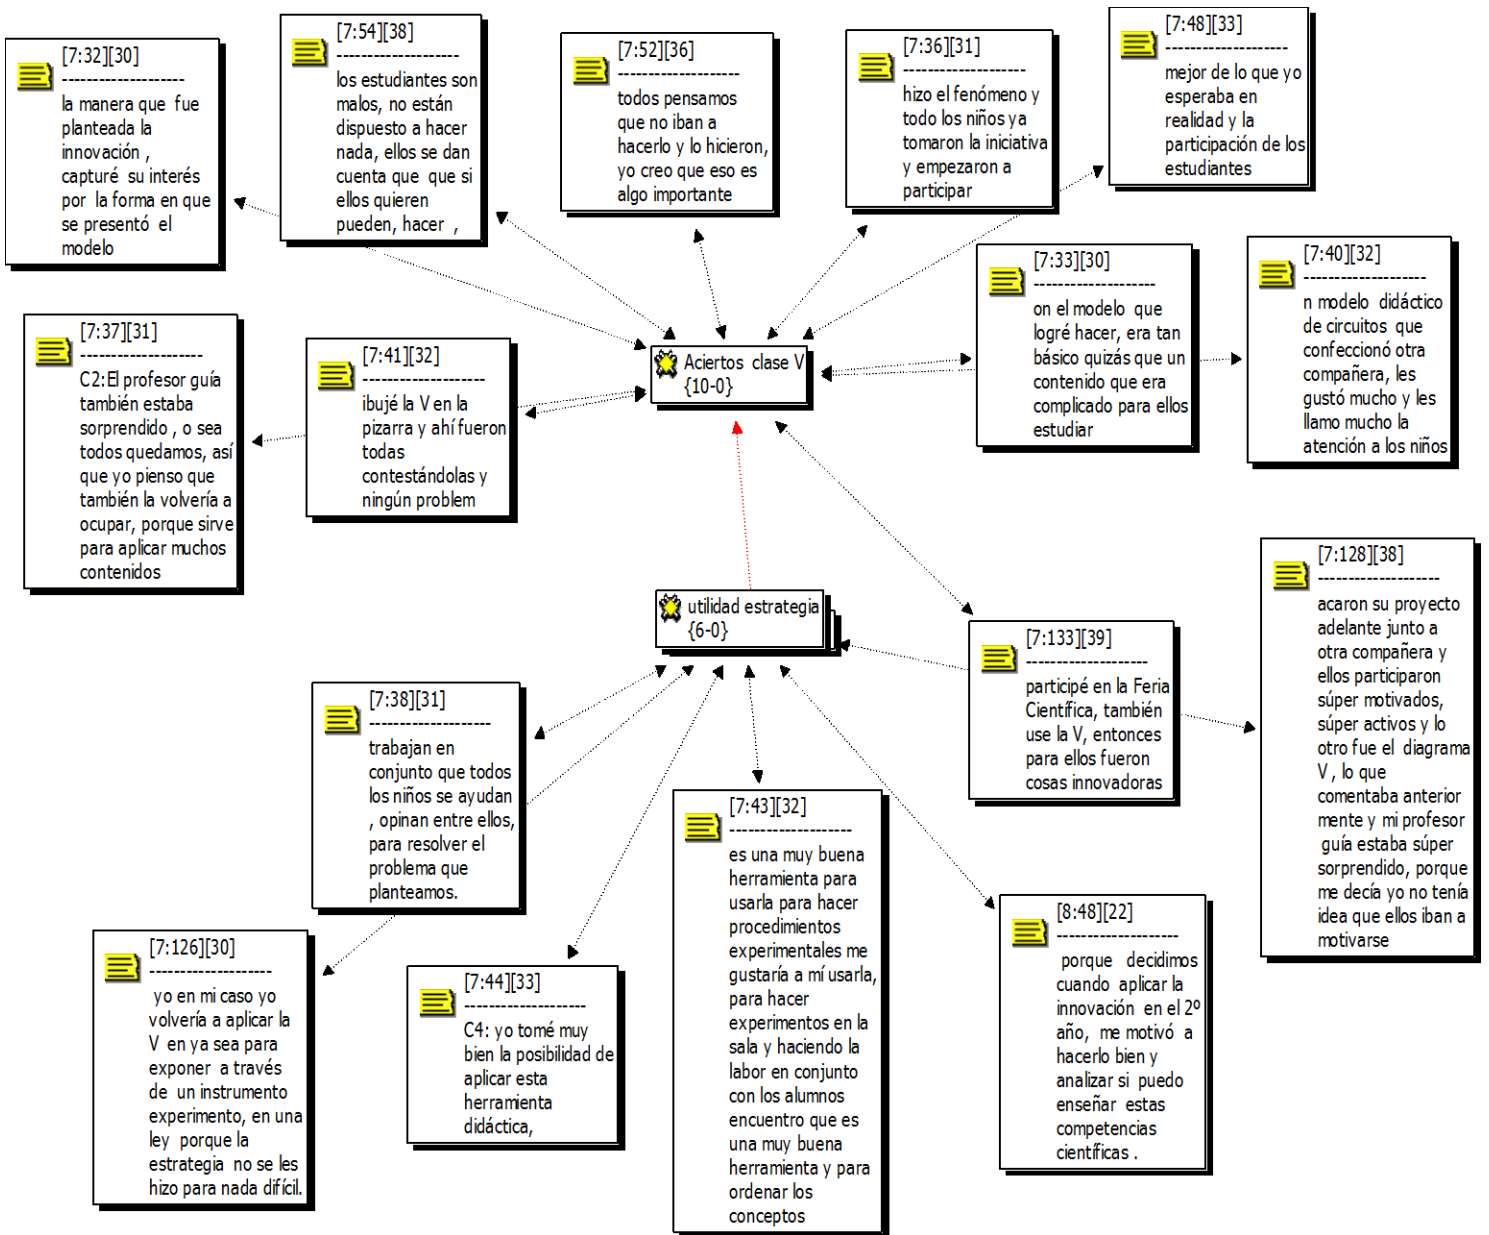 [7:32][30]
--------------------
la manera que fue
planteada la
innovación ,
capturé su interés
por la forma en que
se presentó el
modelo
[7:54][38]
--------------------
los estudiantes son
malos, no están
dispuesto a hacer
nada, ellos se dan
cuenta que que si
ellos quieren
pueden, hacer ,
[7:52][36]
--------------------
todos pensamos
que no iban a
hacerlo y lo hicieron,
yo creo que eso es
algo importante
[7:36][31]
--------------------
hizo el fenómeno y
todo los niños ya
tomaron la iniciativa
y empezaron a
participar
[7:48][33]
--------------------
mejor de lo que yo
esperaba en
realidad y la
participación de los
estudiantes
[7:33][30]
--------------------
on el modelo que
logré hacer, era tan
básico quizás que un
contenido que era
complicado para ellos
estudiar
[7:40][32]
--------------------
n modelo didáctico
de circuitos que
confeccionó otra
compañera, les
gustó mucho y les
llamo mucho la
atención a los niños
[7:37][31]
--------------------
C2:El profesor guía
también estaba
sorprendido , o sea
todos quedamos, así
que yo pienso que
también la volvería a
ocupar, porque sirve
para aplicar muchos
contenidos
[7:41][32]
--------------------
ibujé la V en la
pizarra y ahí fueron
todas
contestándolas y
ningún problem
Aciertos clase V
{10-0}
utilidad estrategia
{6-0}
[7:133][39]
--------------------
participé en la Feria
Científica, también
use la V, entonces
para ellos fueron
cosas innovadoras
[7:128][38]
--------------------
acaron su proyecto
adelante junto a
otra compañera y
ellos participaron
súper motivados,
súper activos y lo
otro fue el diagrama
V , lo que
comentaba anterior
mente y mi profesor
guía estaba súper
sorprendido, porque
me decía yo no tenía
idea que ellos iban a
motivarse
[7:38][31]
--------------------
trabajan en
conjunto que todos
los niños se ayudan
, opinan entre ellos,
para resolver el
problema que
planteamos.
[7:43][32]
--------------------
es una muy buena
herramienta para
usarla para hacer
procedimientos
experimentales me
gustaría a mí usarla,
para hacer
experimentos en la
sala y haciendo la
labor en conjunto
con los alumnos
encuentro que es
una muy buena
herramienta y para
ordenar los
conceptos
[8:48][22]
--------------------
porque decidimos
cuando aplicar la
innovación en el 2º
año, me motivó a
hacerlo bien y
analizar si puedo
enseñar estas
competencias
científicas .
[7:126][30]
--------------------
yo en mi caso yo
volvería a aplicar la
V en ya sea para
exponer a través
de un instrumento
experimento, en una
ley porque la
estrategia no se les
hizo para nada difícil.
[7:44][33]
--------------------
C4: yo tomé muy
bien la posibilidad de
aplicar esta
herramienta
didáctica,